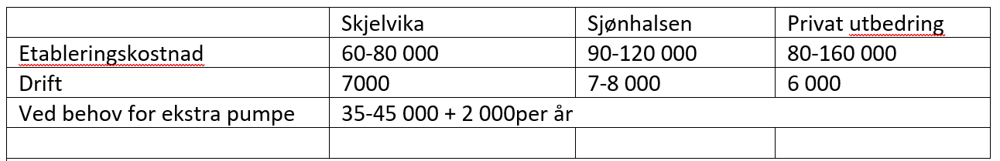 Skjelvika Sjønhalsen Privat utbedring
Etableringskostnad 60-80 000 90-120 000 80-160 000
Drift 7000 7-8 000 6 000
Ved behov for ekstra pumpe 35-45 000 + 2 000per år